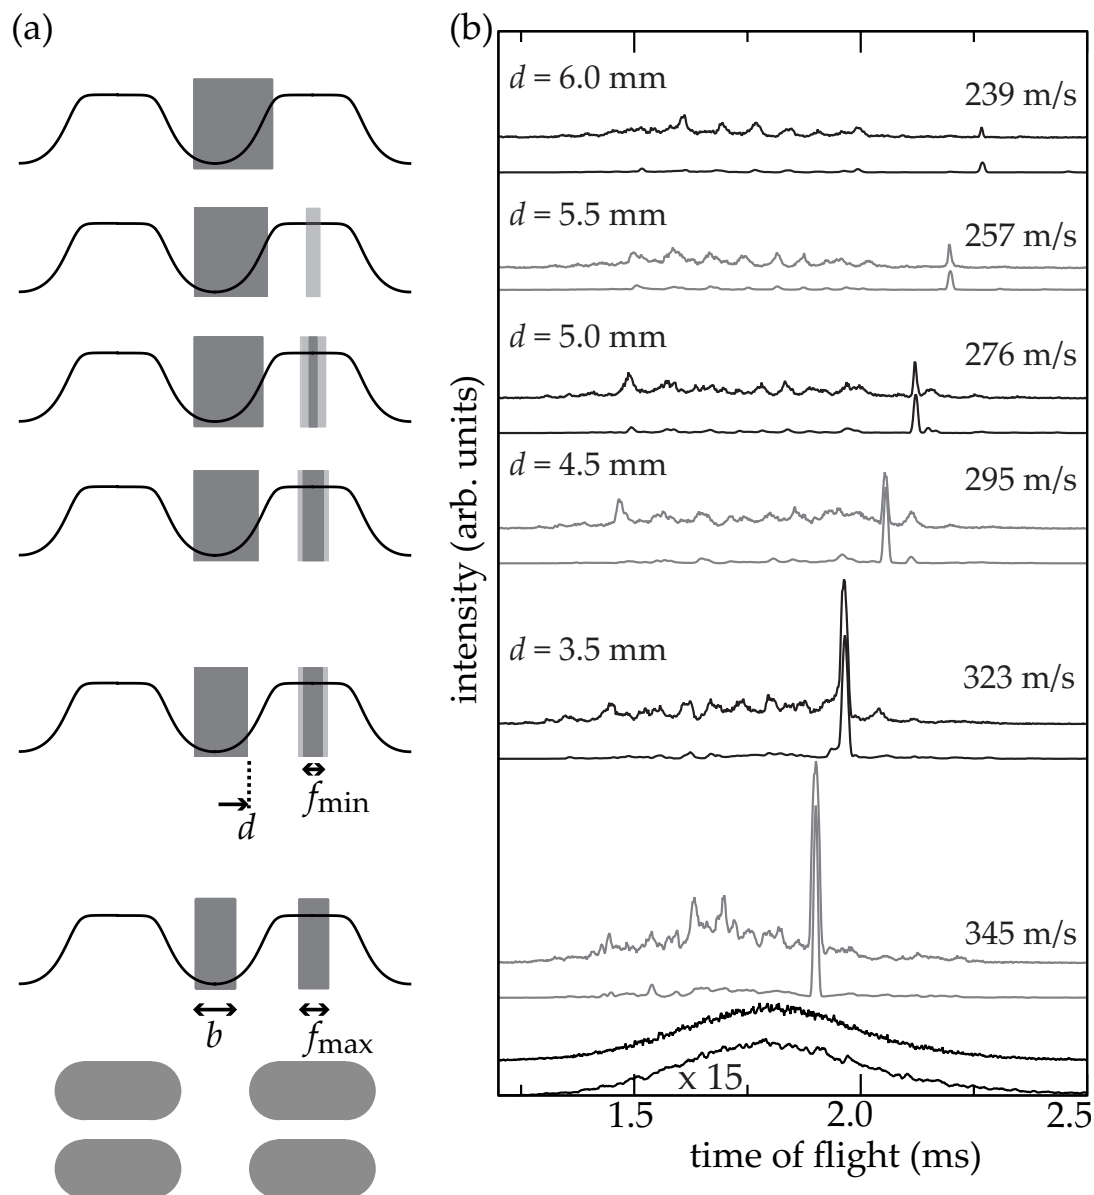 (a)
(b)
d = 6.0 mm
239 m/s
d = 5.5 mm
257 m/s
d = 5.0 mm
276 m/s
d = 4.5 mm
295 m/s
d = 3.5 mm
323 m/s
345 m/s
x 15
d
fmin
b
fmax
intensity (arb. units)
1.5
2.0
2.5
time of flight (ms)